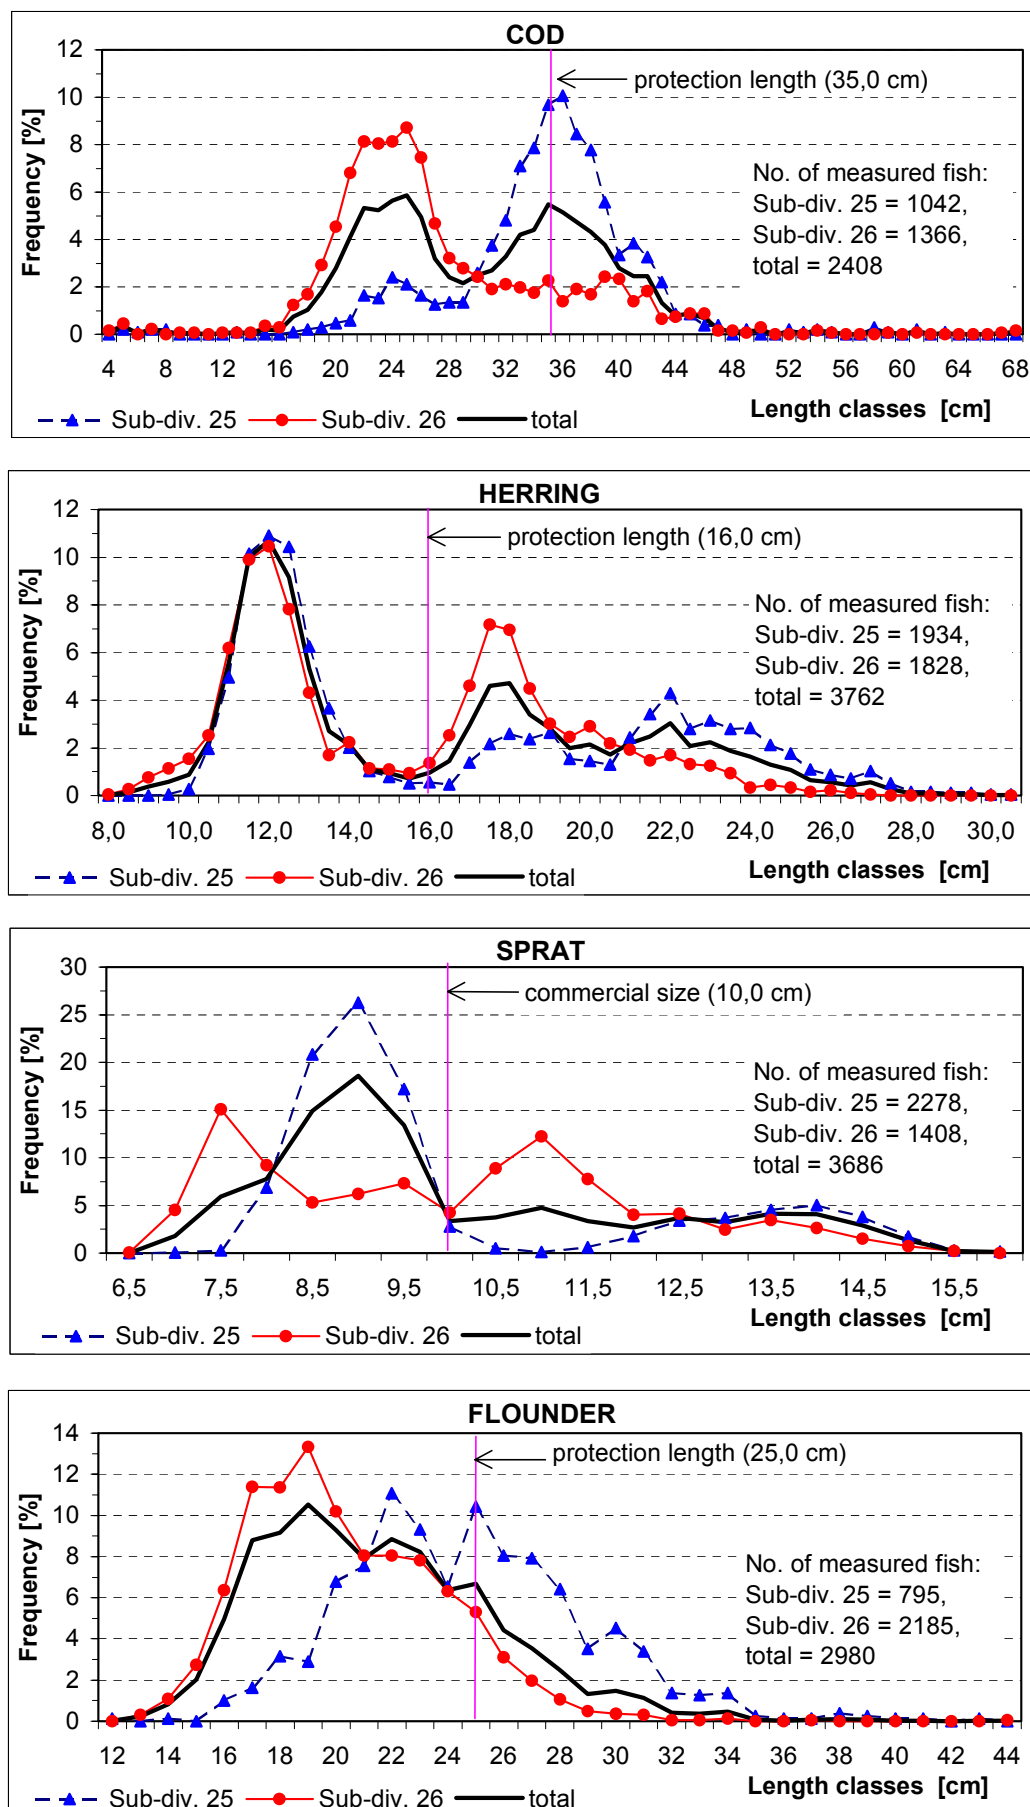 COD
12
10
8
6
4
2
0
Frequency [%]
protection length (35,0 cm)
No. of measured fish:
Sub-div. 25 = 1042,
Sub-div. 26 = 1366,
total = 2408
4 8 12 16 20 24 28 32 36 40 44 48 52 56 60 64 68
Length classes [cm]
Sub-div. 25 Sub-div. 26 total
HERRING
12
10
8
6
4
2
0
Frequency [%]
protection length (16,0 cm)
No. of measured fish:
Sub-div. 25 = 1934,
Sub-div. 26 = 1828,
total = 3762
8,0 10,0 12,0 14,0 16,0 18,0 20,0 22,0 24,0 26,0 28,0 30,0
Length classes [cm]
Sub-div. 25 Sub-div. 26 total
SPRAT
30
25
20
15
10
5
0
Frequency [%]
commercial size (10,0 cm)
No. of measured fish:
Sub-div. 25 = 2278,
Sub-div. 26 = 1408,
total = 3686
6,5 7,5 8,5 9,5 10,5 11,5 12,5 13,5 14,5 15,5
Length classes [cm]
Sub-div. 25 Sub-div. 26 total
FLOUNDER
14
12
10
8
6
4
2
0
Frequency [%]
protection length (25,0 cm)
No. of measured fish:
Sub-div. 25 = 795,
Sub-div. 26 = 2185,
total = 2980
12 14 16 18 20 22 24 26 28 30 32 34 36 38 40 42 44
Length classes [cm]
Sub-div. 25 Sub-div. 26 total